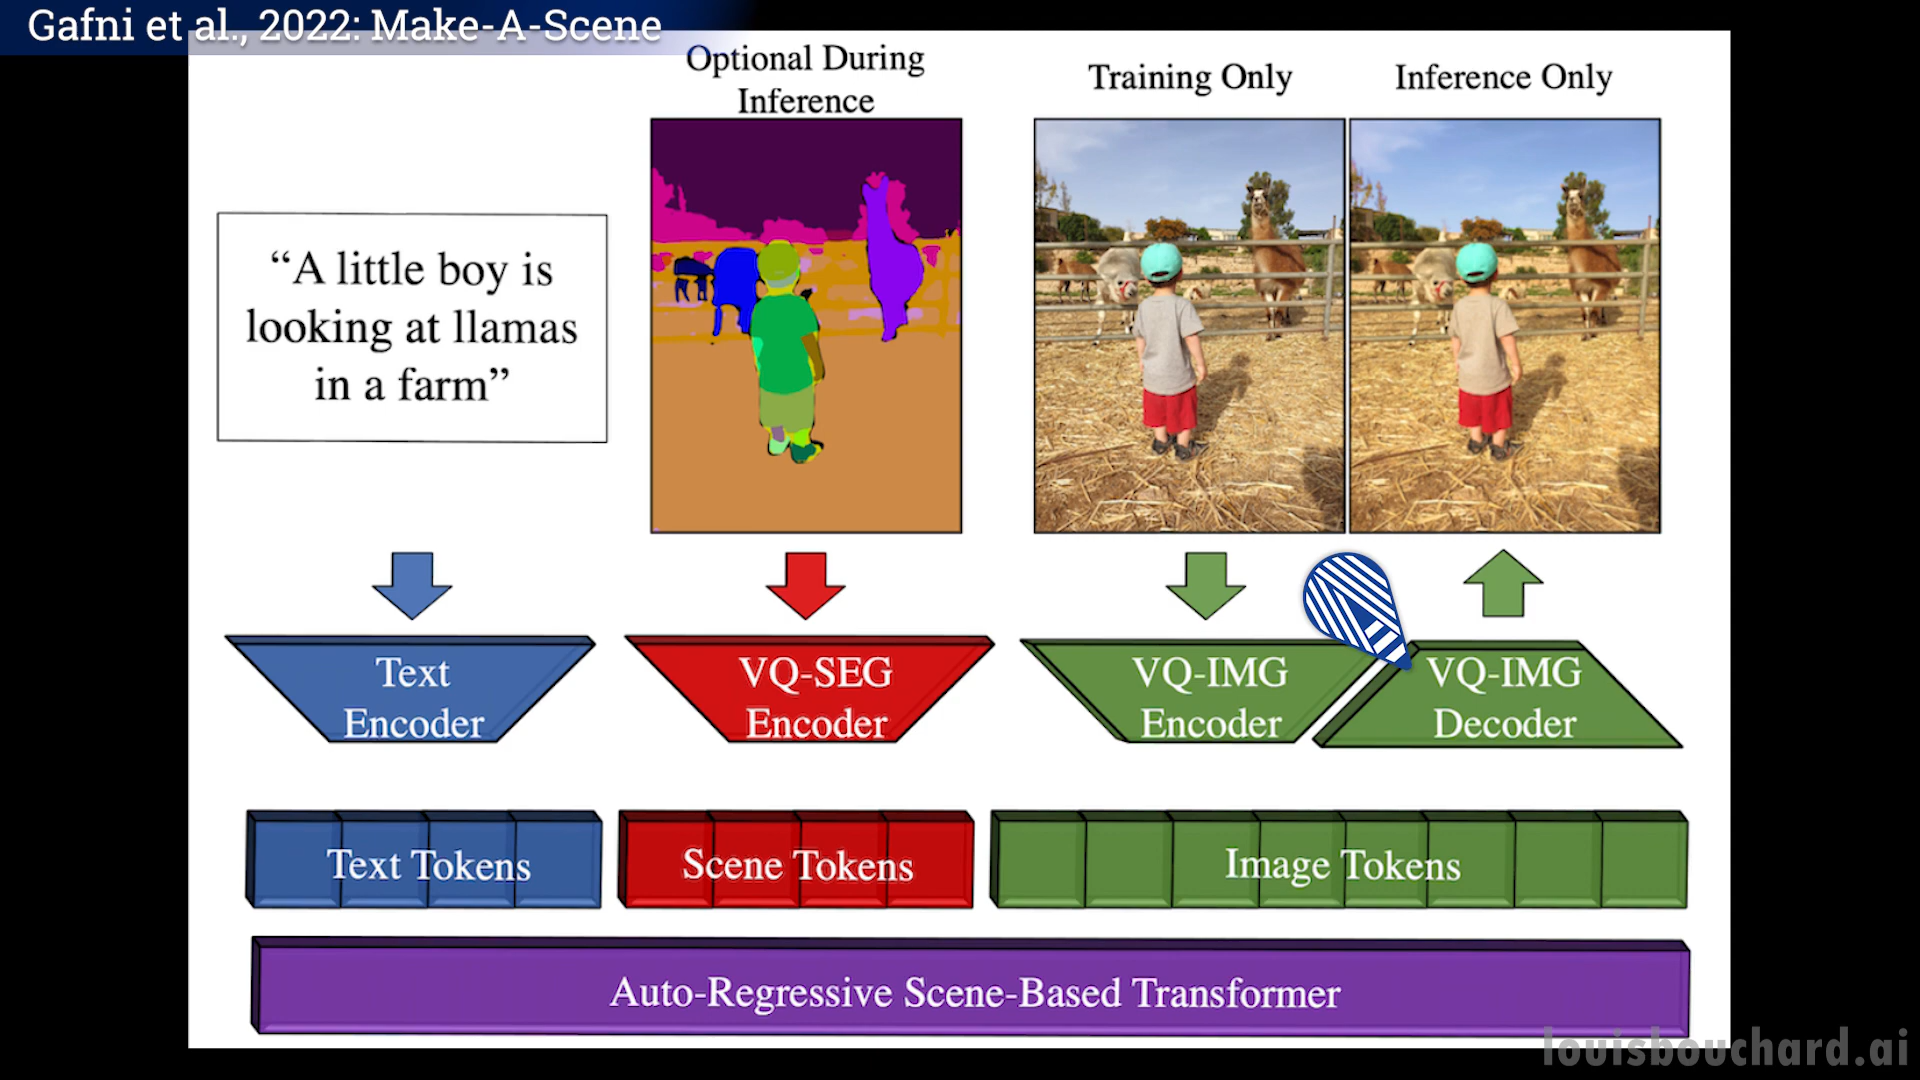 Gafni et al., 2022: Make-A-Scene
Optional During
Inference
Training Only
Inference Only
“A little boy is
looking at llamas
in a farm”
Text
Encoder
VQ-SEG
Encoder
VQ-IMG
Encoder
VQ-IMG
Decoder
Text Tokens
Scene Tokens
Image Tokens
Auto-Regressive Scene-Based Transformer
louisbouchard.ai